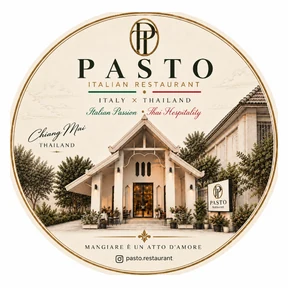 P
PASTO
ITALIAN RESTAURANT
ITALY × THAILAND
Italian Passion • Thai Hospitality
Chiang Mai
THAILAND
PASTO
MANGIARE È UN ATTO D'AMORE
pasto.restaurant